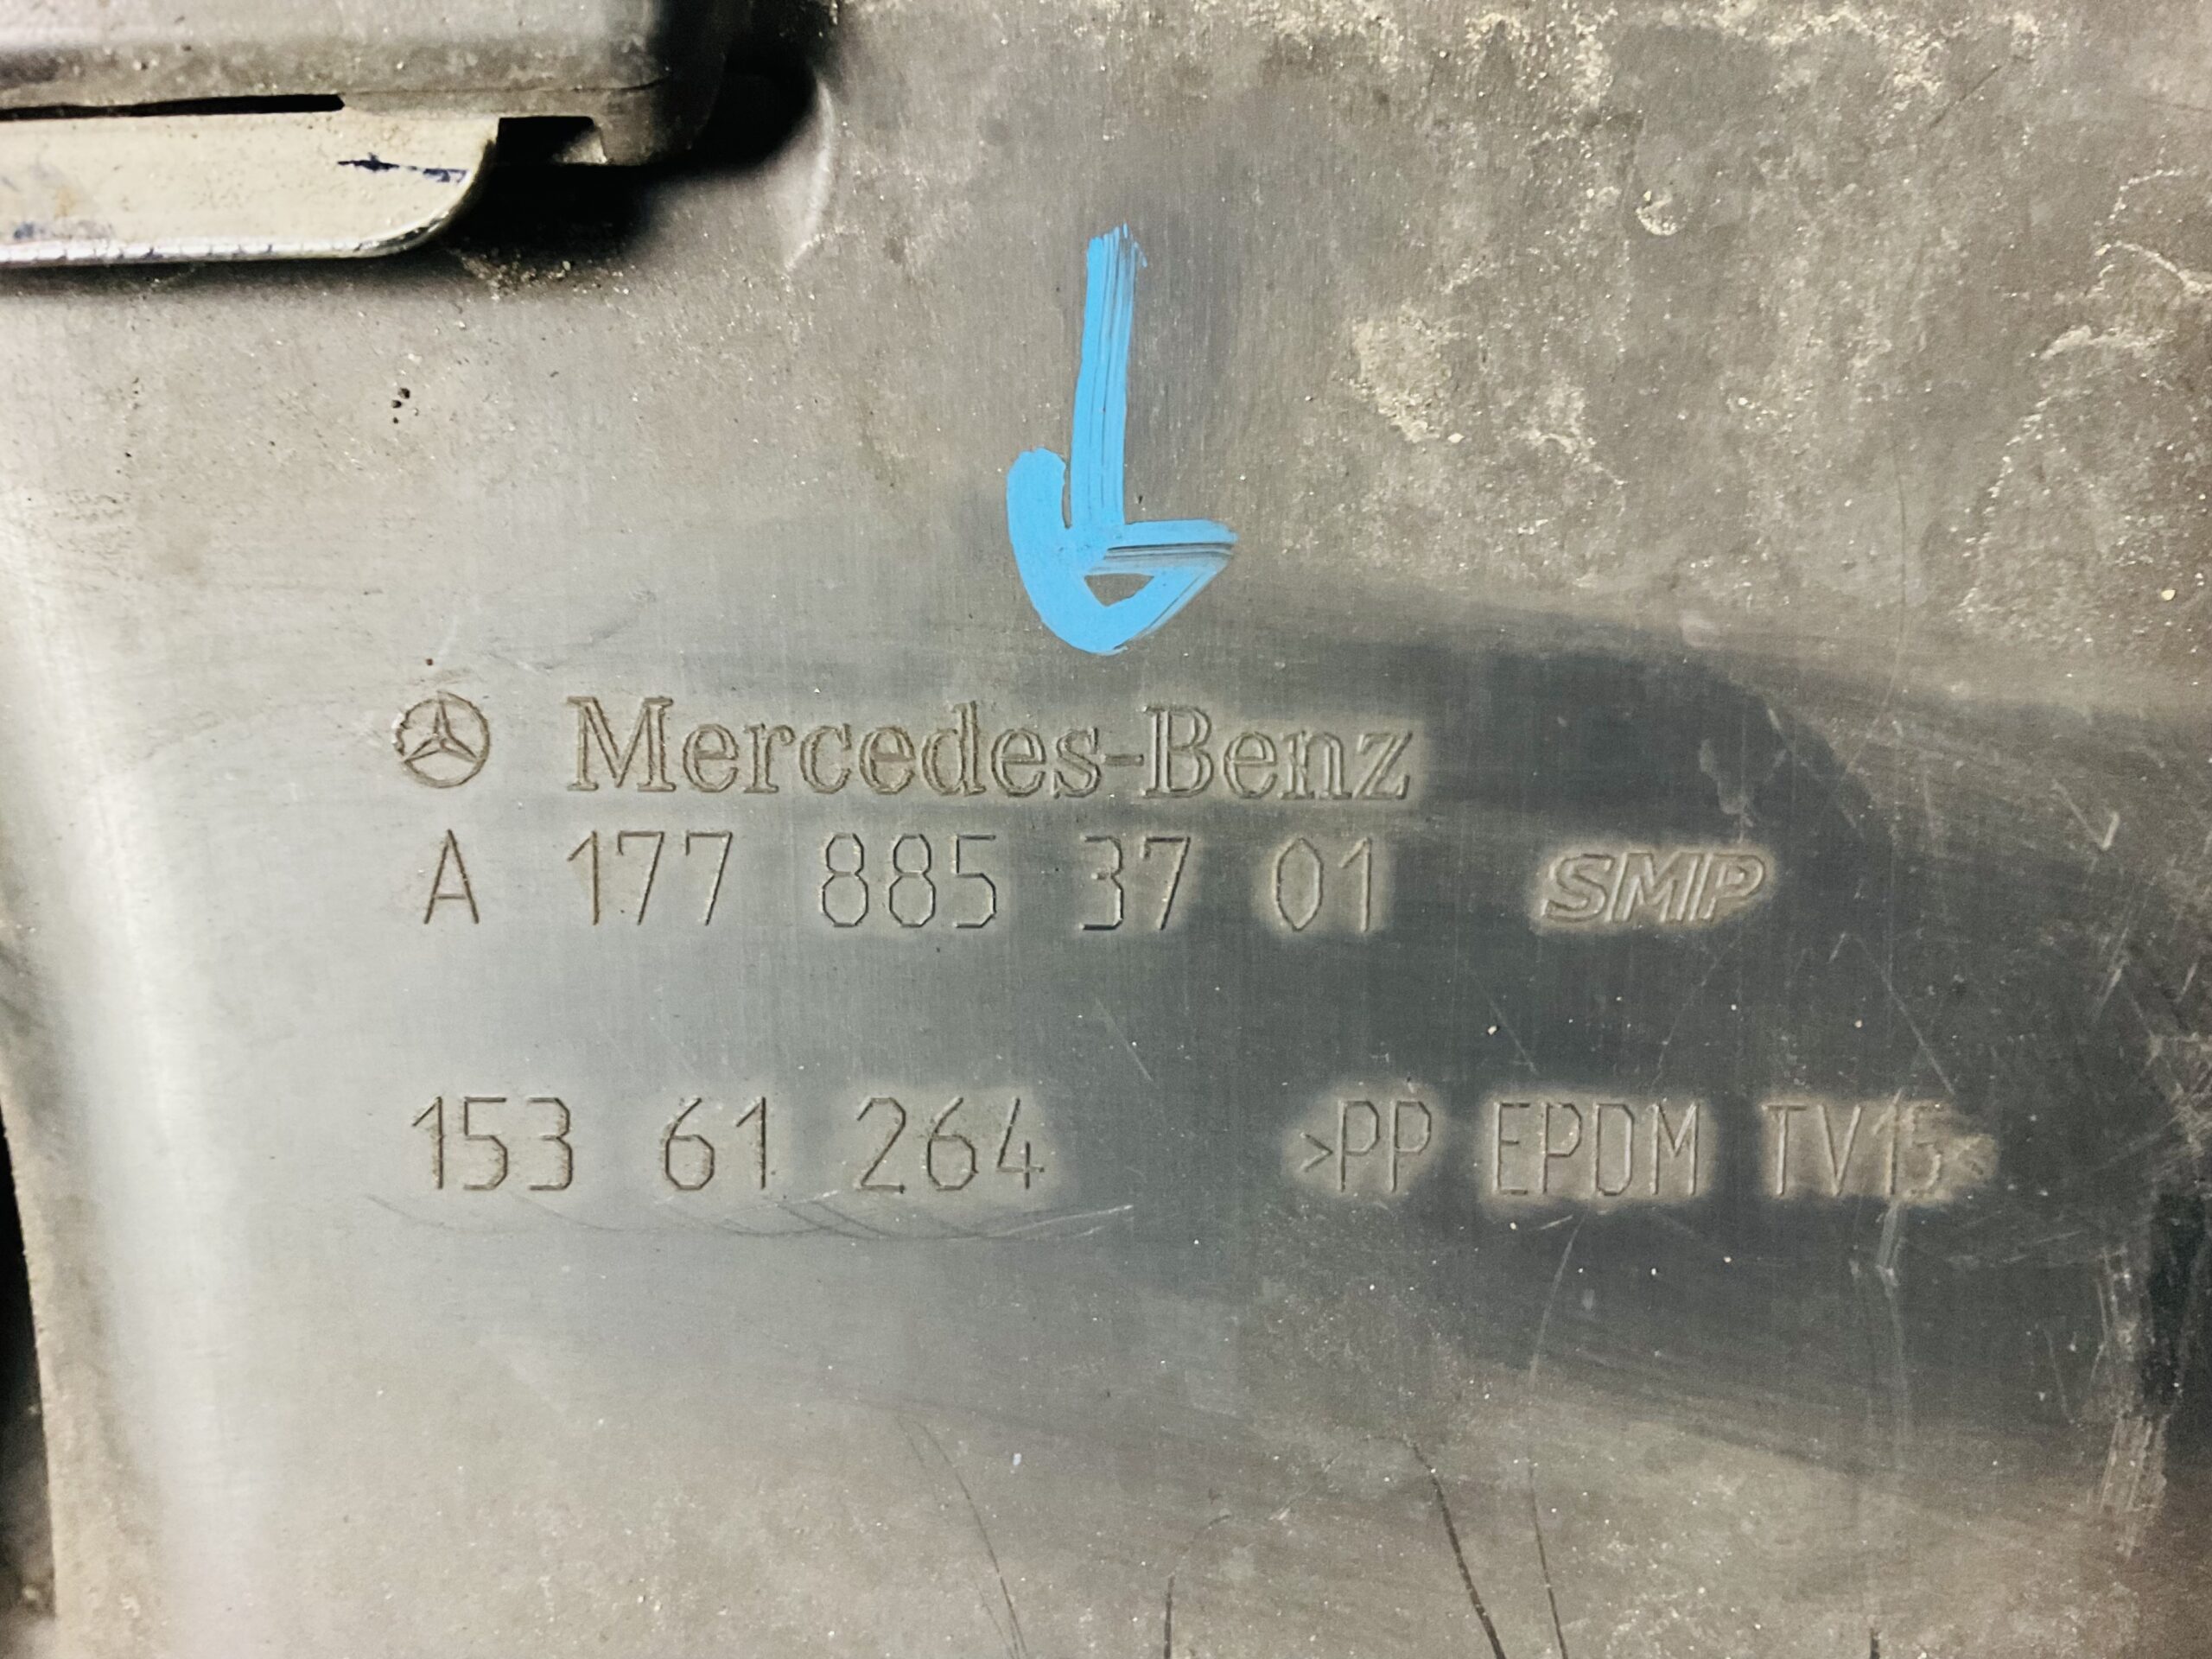 Mercedes-Benz
A 177 885 37 01 SMP
153 61 264 >PP EPDM TV15<